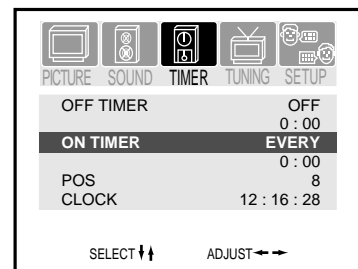 PICTURE SOUND TIMER TUNING SETUP
OFF TIMER OFF
0 : 00
ON TIMER EVERY
0 : 00
POS 8
CLOCK 12 : 16 : 28
SELECT ADJUST